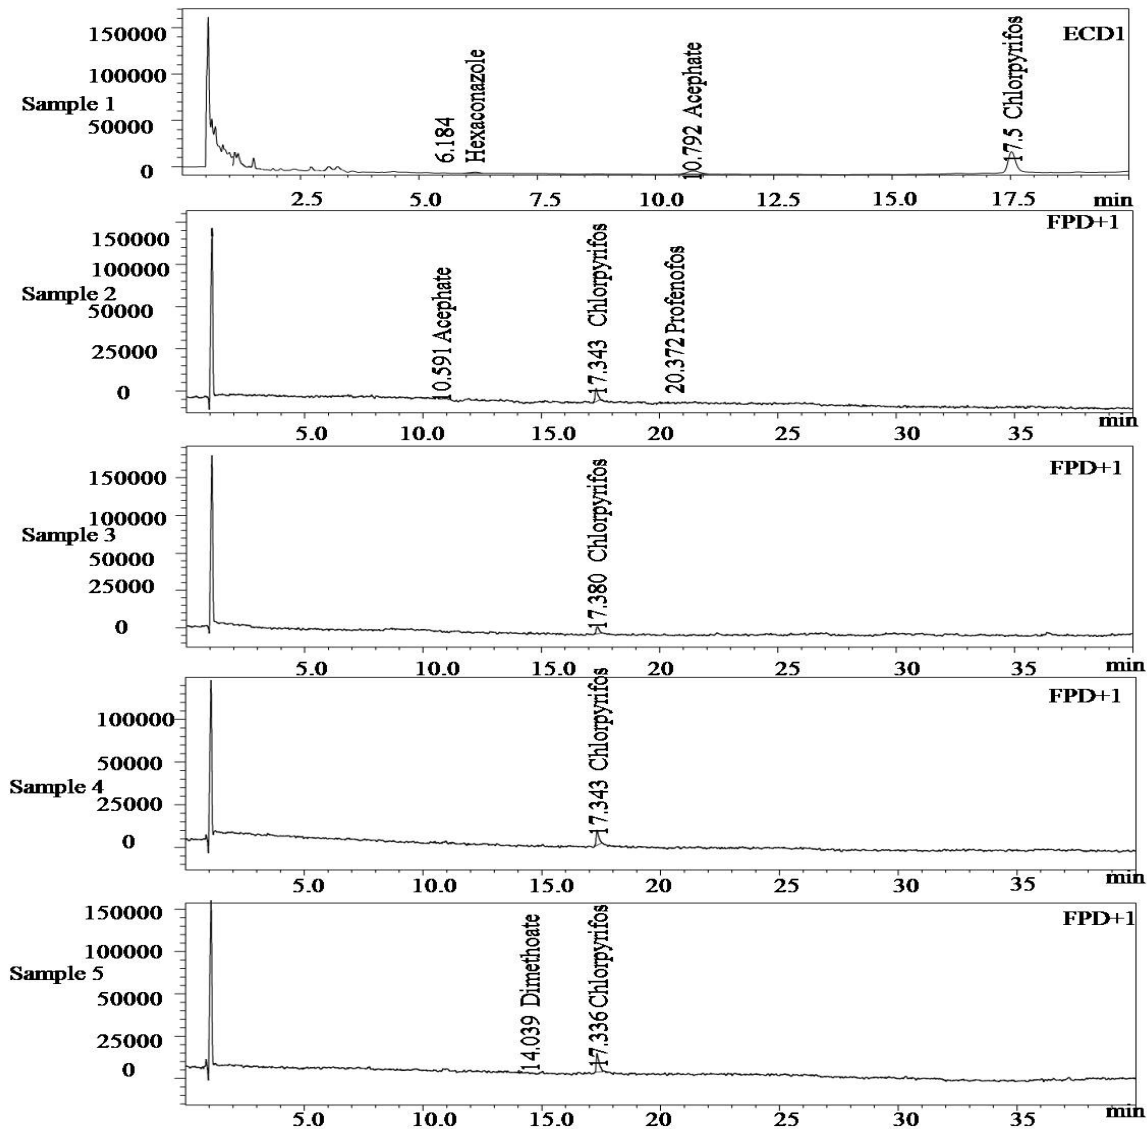 ECD1
Sample 1
150000
100000
50000
0
6.184
Hexaconazole
10.792 Acephate
17.5 Chlorpyrifos
2.5 5.0 7.5 10.0 12.5 15.0 17.5 min
FPD+1
Sample 2
150000
100000
50000
25000
0
10.591 Acephate
17.343 Chlorpyrifos
20.372 Profenofos
5.0 10.0 15.0 20 25 30 35 min
FPD+1
Sample 3
150000
100000
50000
25000
0
17.380 Chlorpyrifos
5.0 10.0 15.0 20 25 30 35 min
FPD+1
Sample 4
100000
50000
25000
0
17.343 Chlorpyrifos
5.0 10.0 15.0 20 25 35 min
FPD+1
Sample 5
150000
100000
50000
25000
0
14.039 Dimethoate
17.336 Chlorpyrifos
5.0 10.0 15.0 20 25 30 35 min